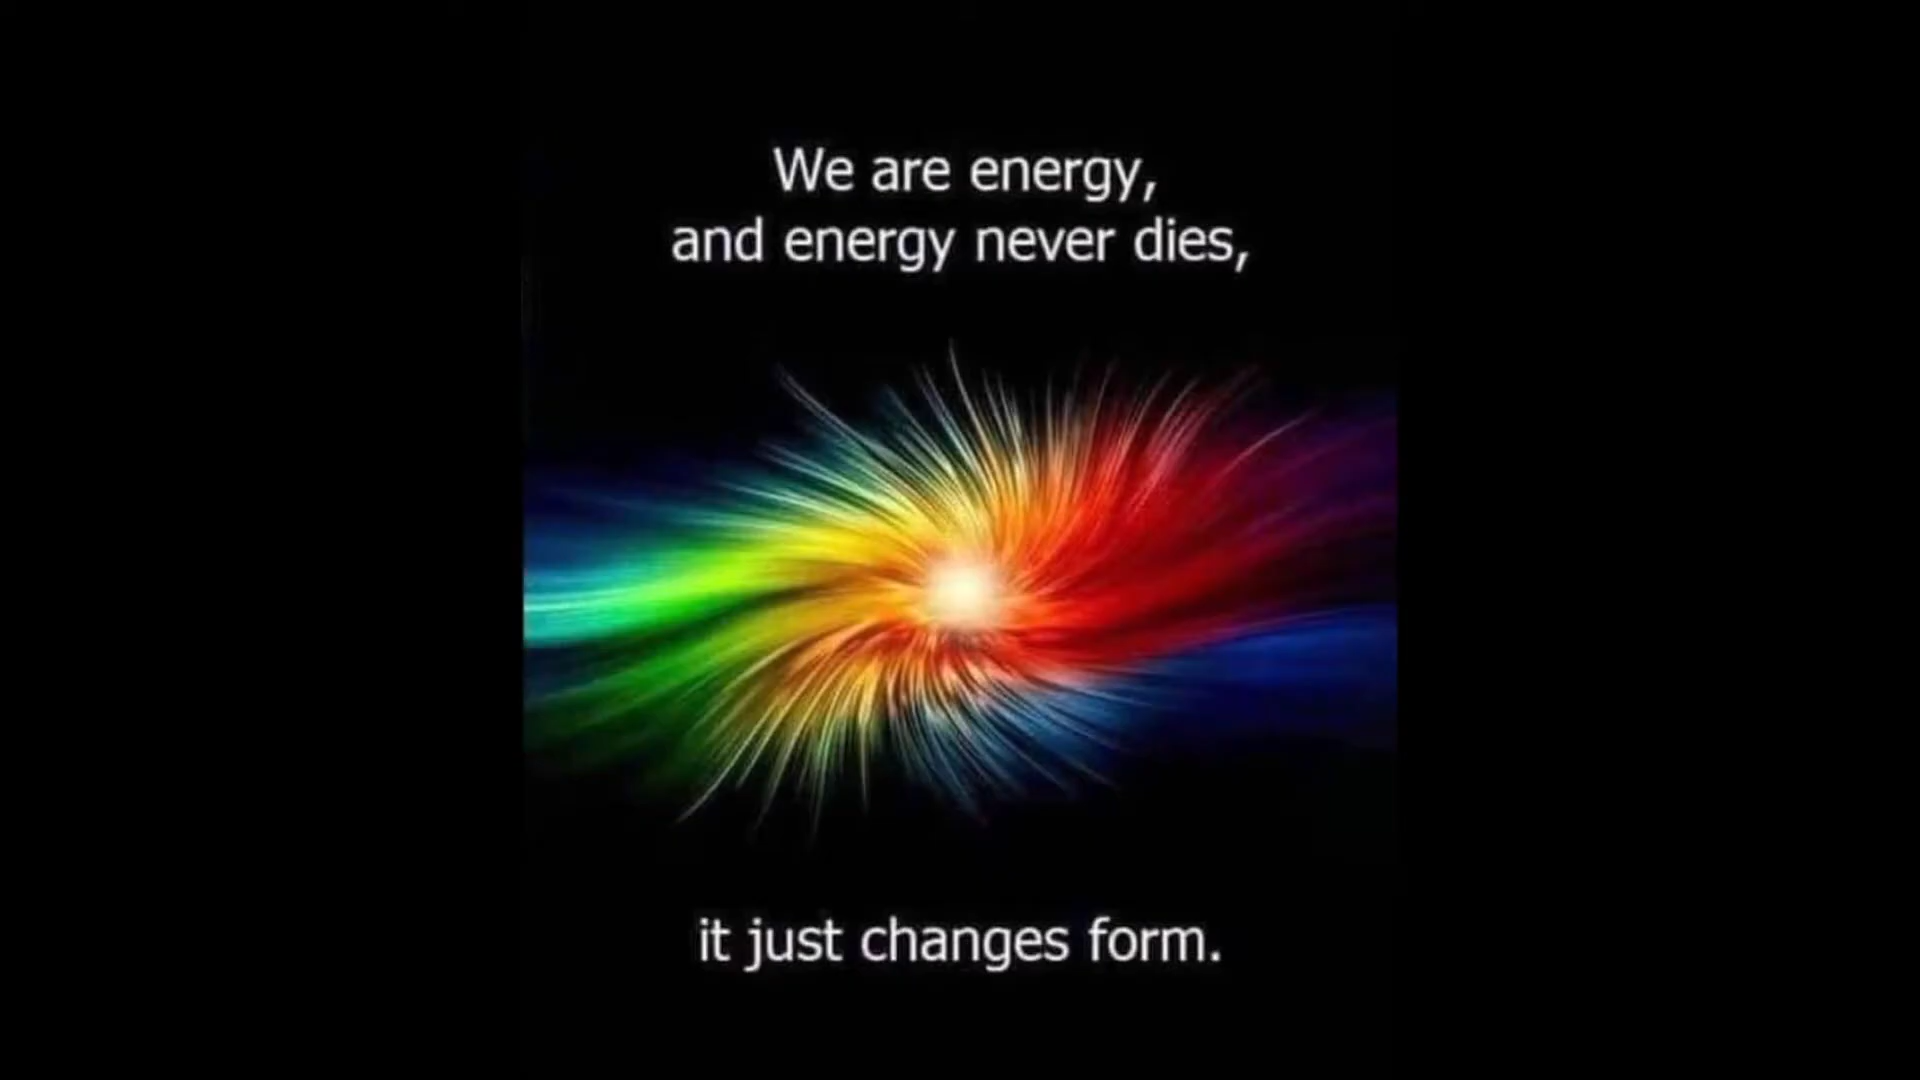 We are energy,
and energy never dies,
it just changes form.